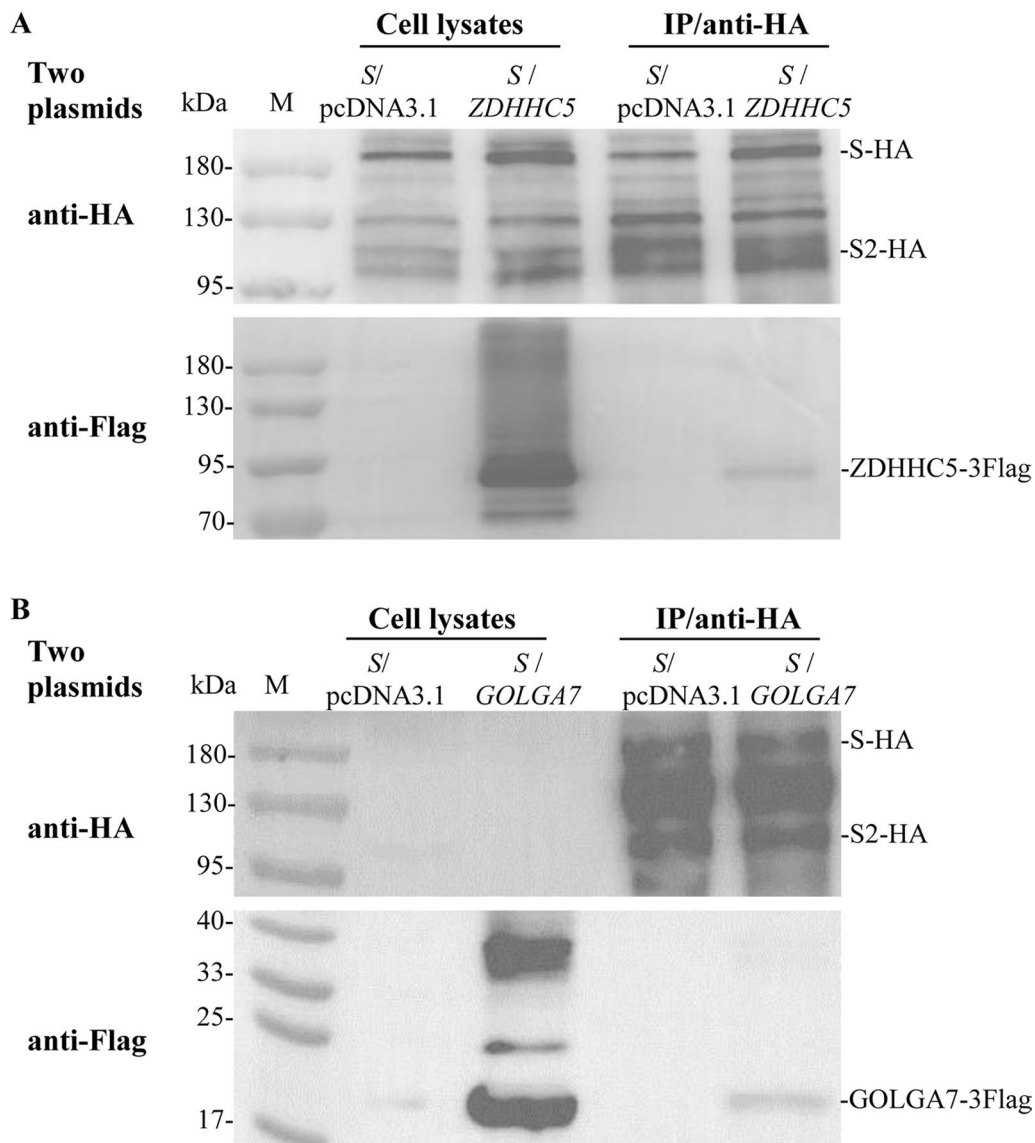 A
Cell lysates IP/anti-HA
Two plasmids kDa M S/ pcDNA3.1 S / ZDHHC5 S/ pcDNA3.1 S / ZDHHC5
anti-HA
180-
130-
95-
-S-HA
-S2-HA
anti-Flag
180-
130-
95-
70-
-ZDHHC5-3Flag
B
Cell lysates IP/anti-HA
Two plasmids kDa M S/ pcDNA3.1 S / GOLGA7 S/ pcDNA3.1 S / GOLGA7
anti-HA
180-
130-
95-
-S-HA
-S2-HA
anti-Flag
40-
33-
25-
17-
-GOLGA7-3Flag